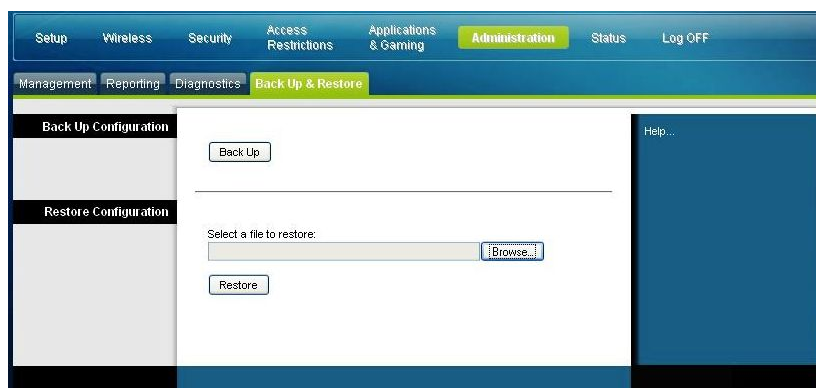 Setup Wireless Security Access Restrictions Applications & Gaming Administration Status Log OFF
Management Reporting Diagnostics Back Up & Restore
Back Up Configuration
Help...
Back Up
Restore Configuration
Select a file to restore:
Browse...
Restore